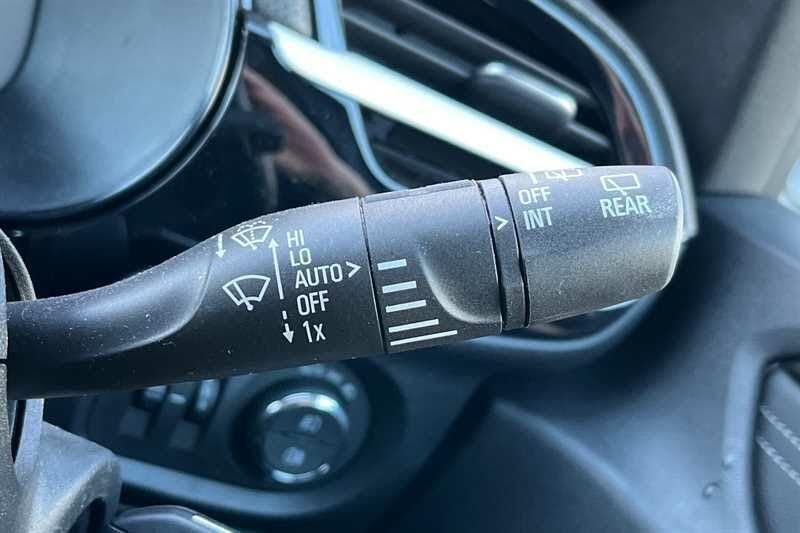 HI
LO
AUTO >
OFF
1x
>
OFF
INT
REAR